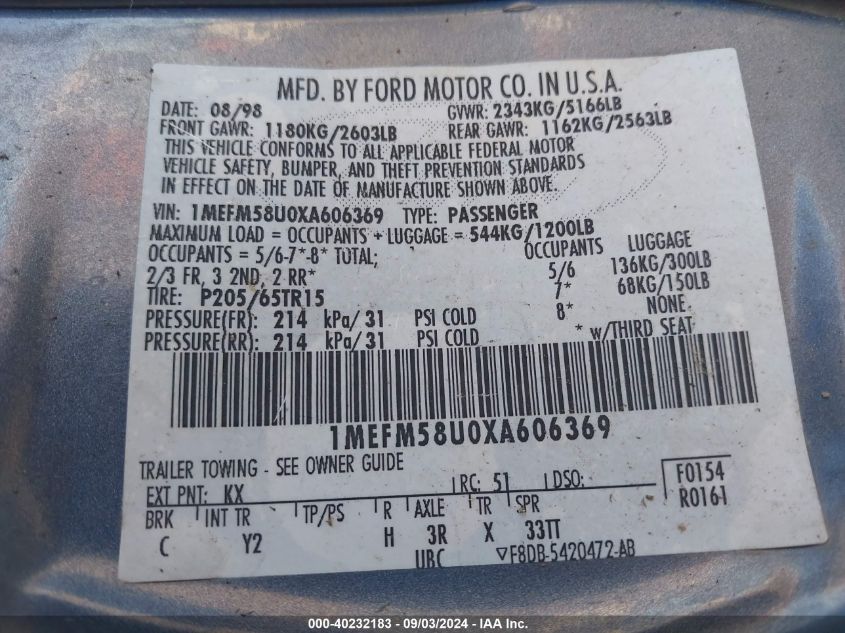 MFD. BY FORD MOTOR CO. IN U.S.A.
DATE: 08/98 GVWR: 2343KG/5166LB
FRONT GAWR: 1180KG/2603LB REAR GAWR: 1162KG/2563LB
THIS VEHICLE CONFORMS TO ALL APPLICABLE FEDERAL MOTOR
VEHICLE SAFETY, BUMPER, AND THEFT PREVENTION STANDARDS
IN EFFECT ON THE DATE OF MANUFACTURE SHOWN ABOVE.
VIN: 1MEFM58U0XA606369 TYPE: PASSENGER
MAXIMUM LOAD = OCCUPANTS + LUGGAGE = 544KG/1200LB
OCCUPANTS = 5/6-7*-8* TOTAL; OCCUPANTS LUGGAGE
2/3 FR, 3 2ND, 2 RR* 5/6 136KG/300LB
TIRE: P205/65TR15 7* 68KG/150LB
PRESSURE(FR): 214 kPa/31 PSI COLD 8* NONE
PRESSURE(RR): 214 kPa/31 PSI COLD * w/THIRD SEAT
1MEFM58U0XA606369
TRAILER TOWING - SEE OWNER GUIDE
EXT PNT: KX RC: 51 DSO: F0154
R0161
BRK INT TR TP/PS R AXLE TR SPR
C Y2 H 3R X 33TT
UBC F8DB-5420472-AB
000-40232183 - 09/03/2024 - IAA, Inc.